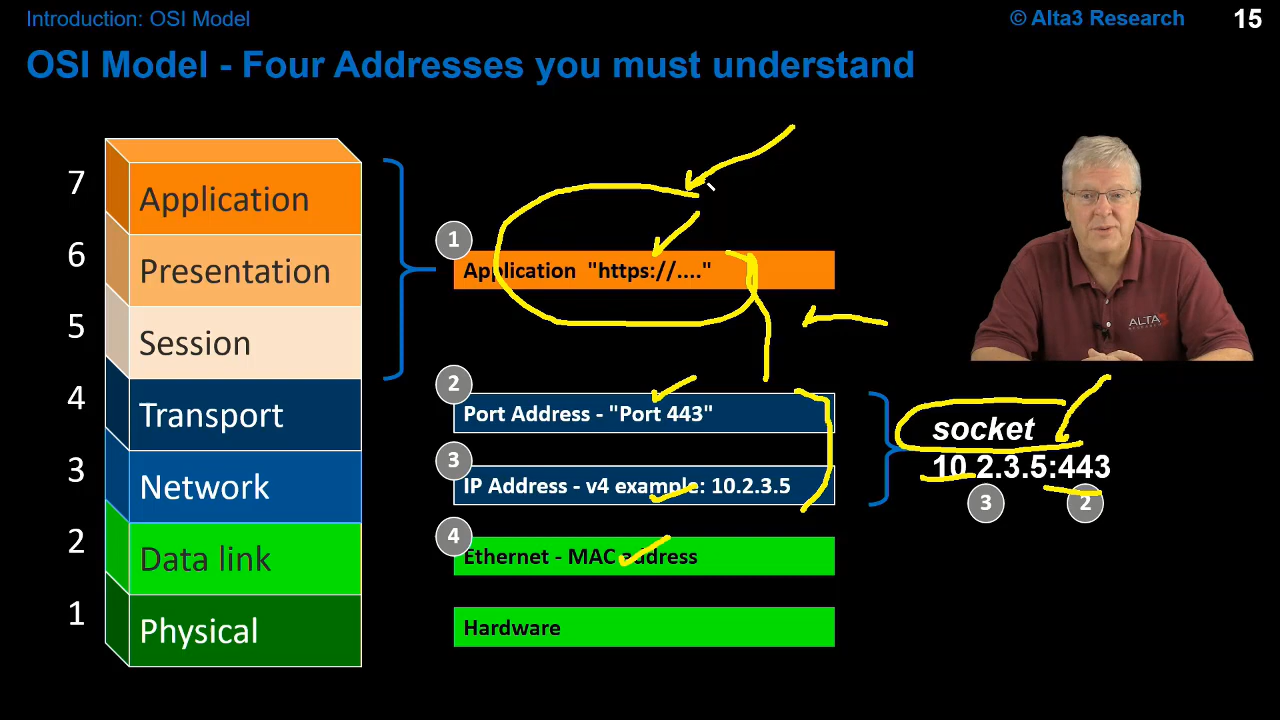 Introduction: OSI Model
© Alta3 Research
15
OSI Model - Four Addresses you must understand
7
Application
6
Presentation
5
Session
4
Transport
3
Network
2
Data link
1
Physical
1
Application "https://...."
2
Port Address - "Port 443"
3
IP Address - v4 example: 10.2.3.5
4
Ethernet - MAC address
Hardware
socket
10.2.3.5:443
3
2
ALTA3